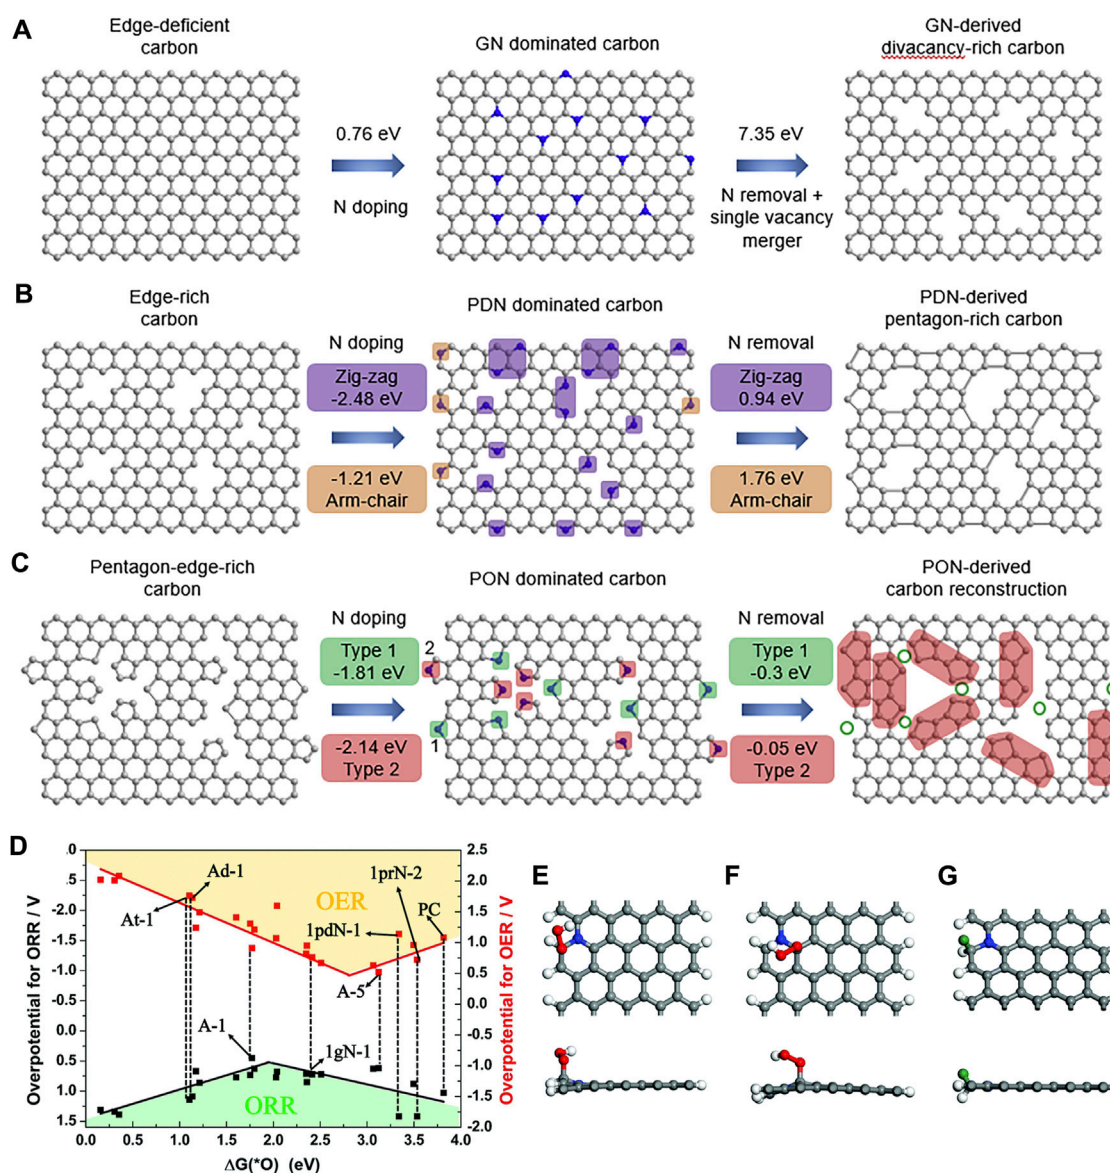 A
Edge-deficient
carbon
GN dominated carbon
GN-derived
divacancy-rich carbon
0.76 eV
N doping
7.35 eV
N removal +
single vacancy
merger
B
Edge-rich
carbon
PDN dominated carbon
PDN-derived
pentagon-rich carbon
N doping
Zig-zag
-2.48 eV
-1.21 eV
Arm-chair
N removal
Zig-zag
0.94 eV
1.76 eV
Arm-chair
C
Pentagon-edge-rich
carbon
PON dominated carbon
PON-derived
carbon reconstruction
N doping
Type 1
-1.81 eV
-2.14 eV
Type 2
2
1
N removal
Type 1
-0.3 eV
-0.05 eV
Type 2
D
Overpotential for ORR / V
.0
.5
-2.0
-1.5
-1.0
-0.5
0.0
0.5
1.0
1.5
2.5
2.0
1.5
1.0
0.5
0.0
-0.5
-1.0
-1.5
-2.0
Overpotential for OER / V
Ad-1
At-1
OER
1prN-2
PC
1pdN-1
A-5
A-1
1gN-1
ORR
0.0 0.5 1.0 1.5 2.0 2.5 3.0 3.5 4.0
ΔG(*O) (eV)
E
F
G